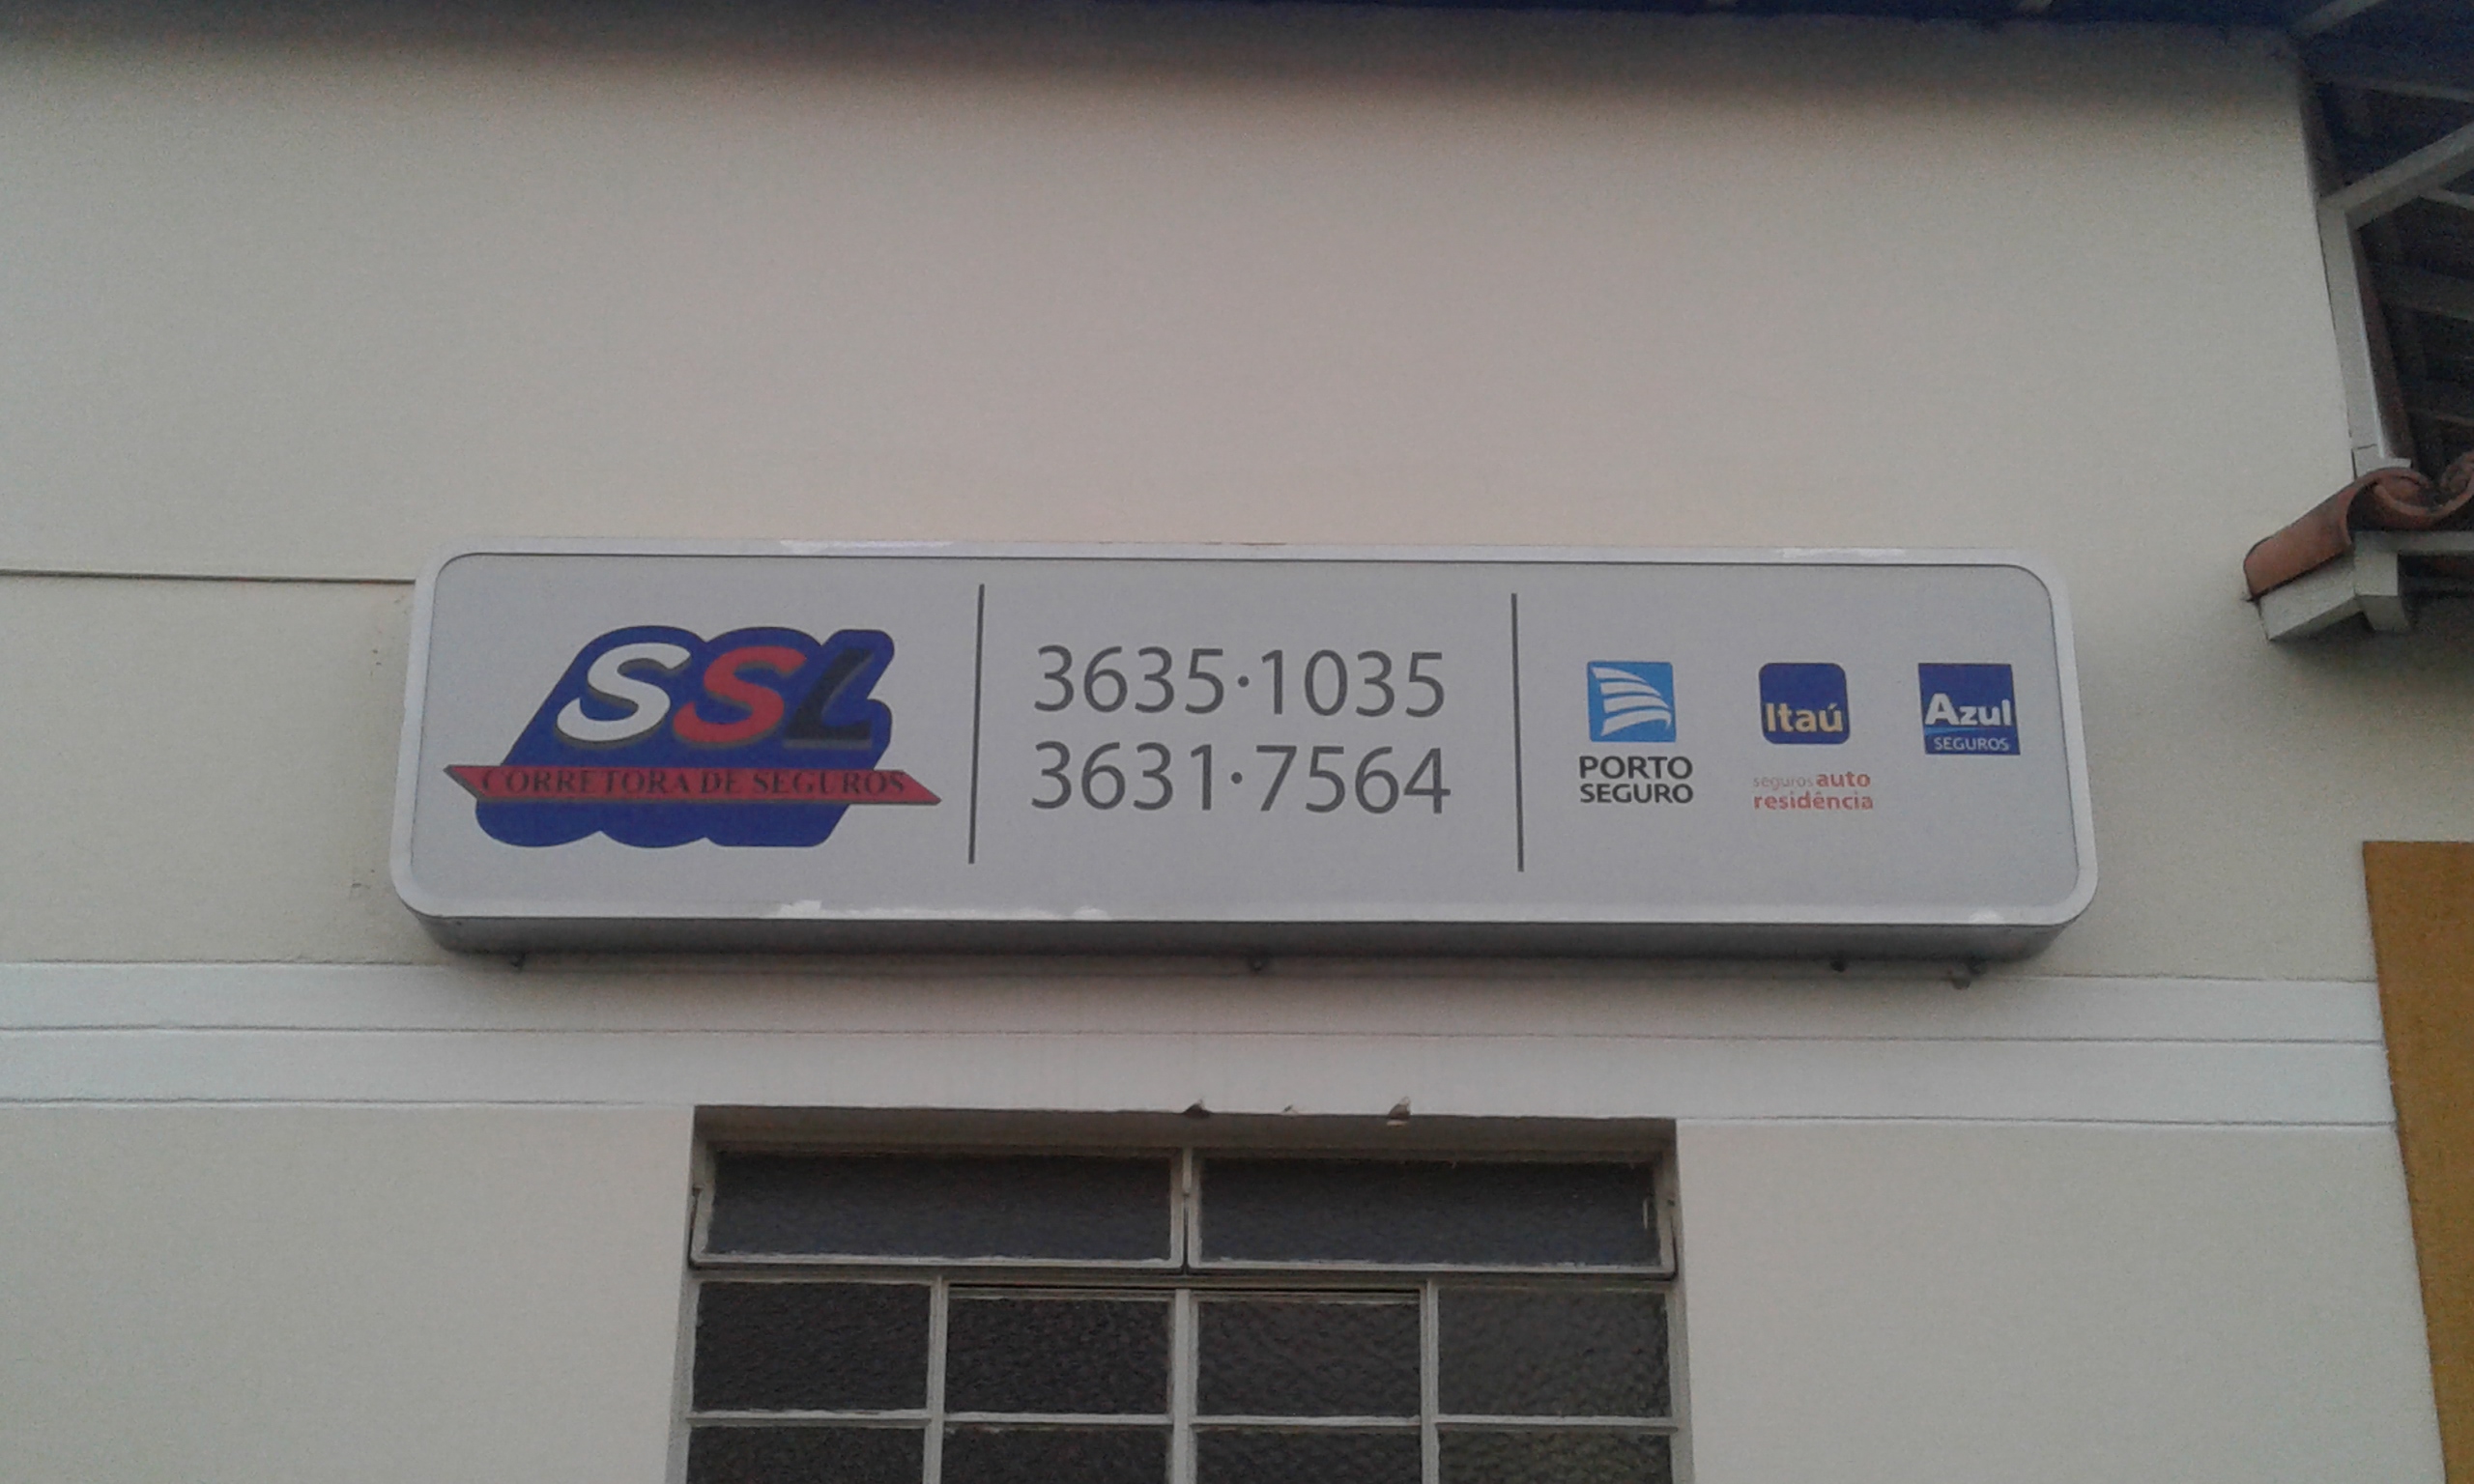 SSL
CORRETORA DE SEGUROS
3635·1035
3631·7564
PORTO
SEGURO
Itaú
seguros auto
residência
Azul
SEGUROS